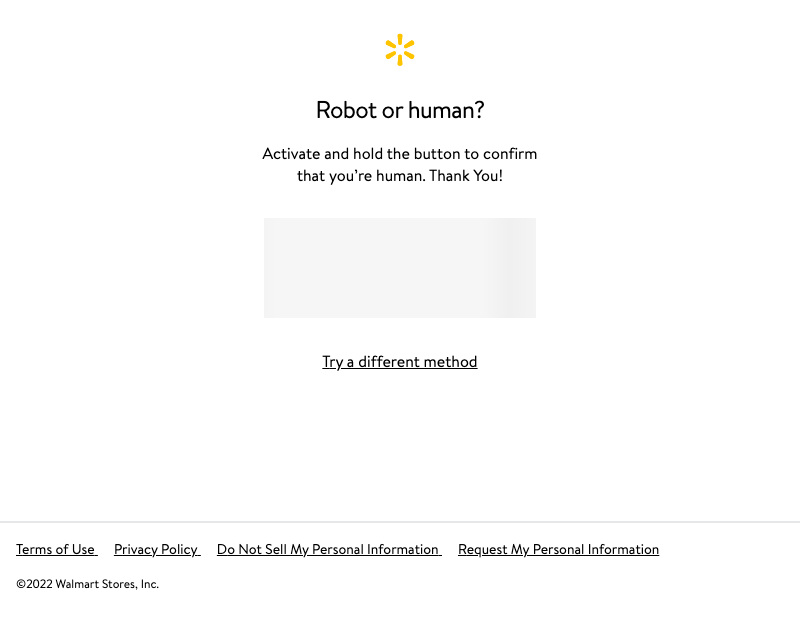 Robot or human?
Activate and hold the button to confirm
that you’re human. Thank You!
Try a different method
Terms of Use Privacy Policy Do Not Sell My Personal Information Request My Personal Information
©2022 Walmart Stores, Inc.